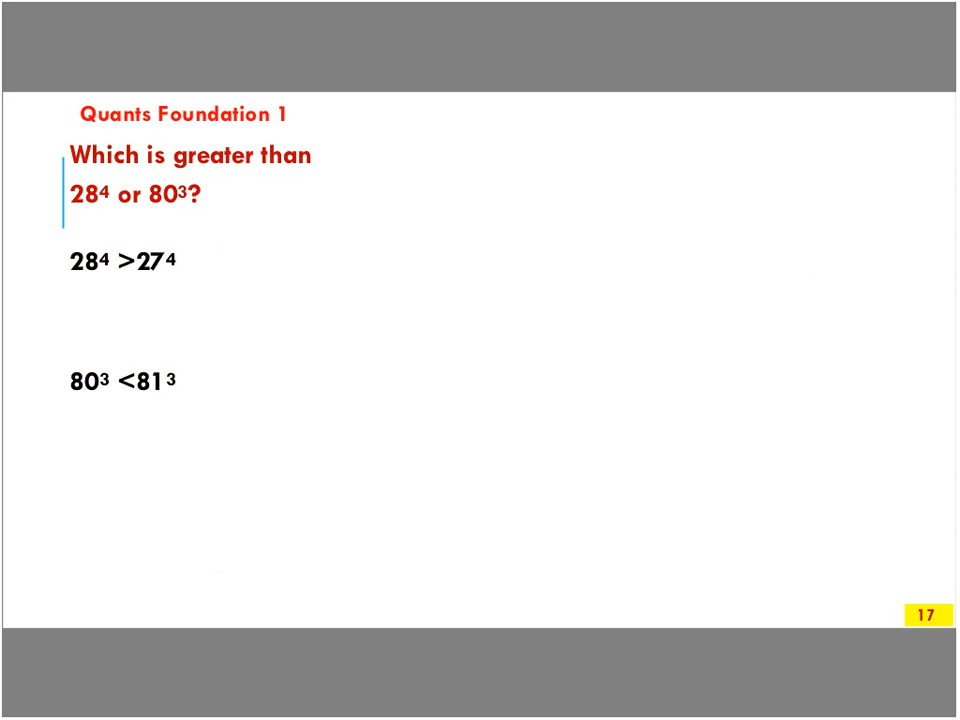 Quants Foundation 1
Which is greater than
28⁴ or 80³?
28⁴ >27⁴
80³ <81³
17